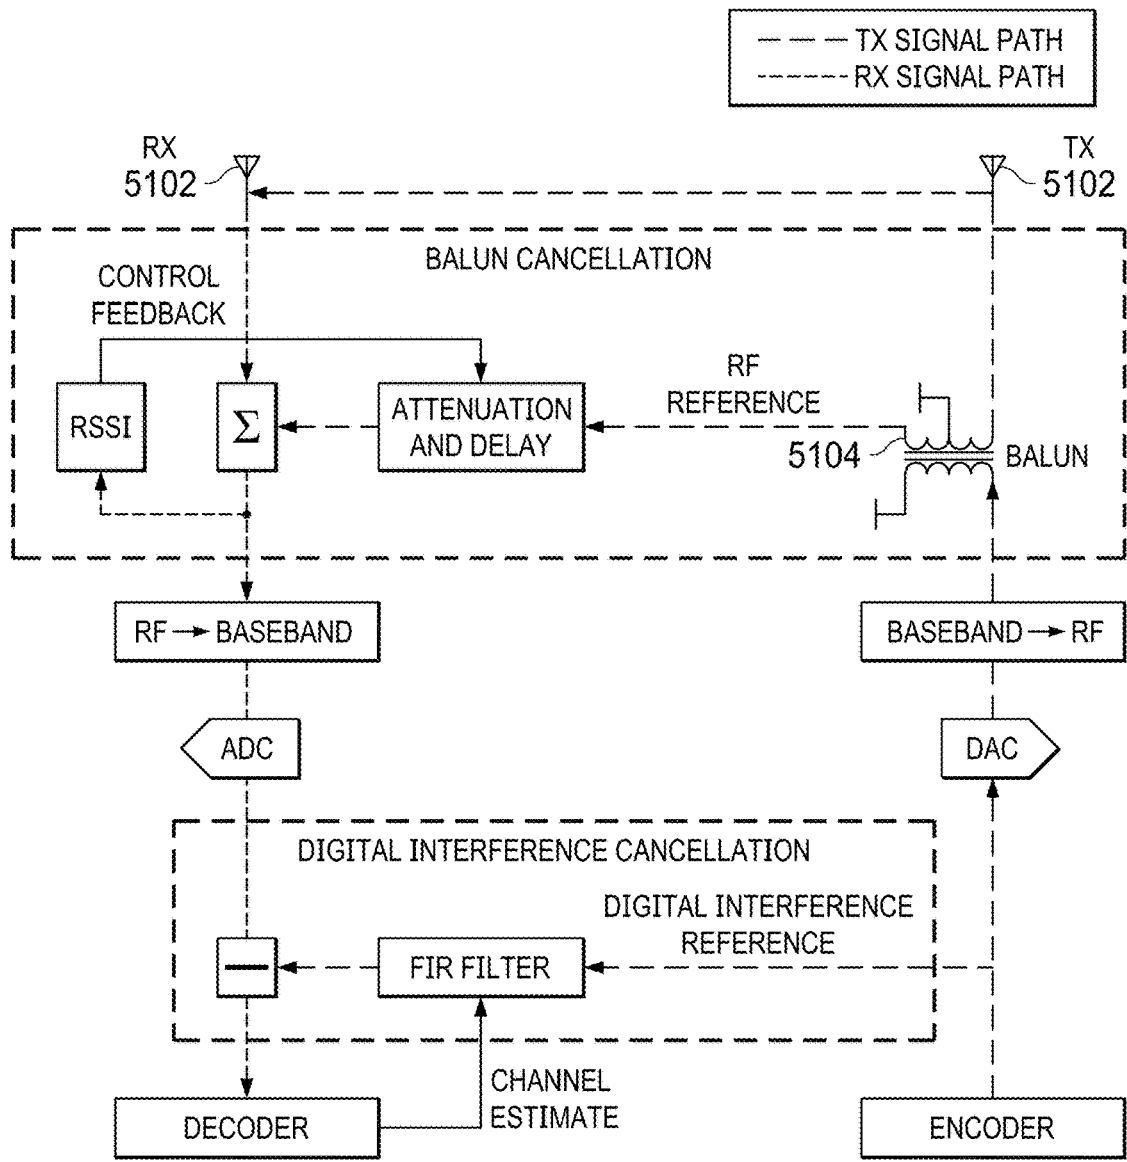 TX SIGNAL PATH
RX SIGNAL PATH
RX
5102
TX
5102
BALUN CANCELLATION
CONTROL
FEEDBACK
RF
REFERENCE
RSSI
Σ
ATTENUATION
AND DELAY
5104
BALUN
RF → BASEBAND
BASEBAND → RF
ADC
DAC
DIGITAL INTERFERENCE CANCELLATION
DIGITAL INTERFERENCE
REFERENCE
FIR FILTER
CHANNEL
ESTIMATE
DECODER
ENCODER